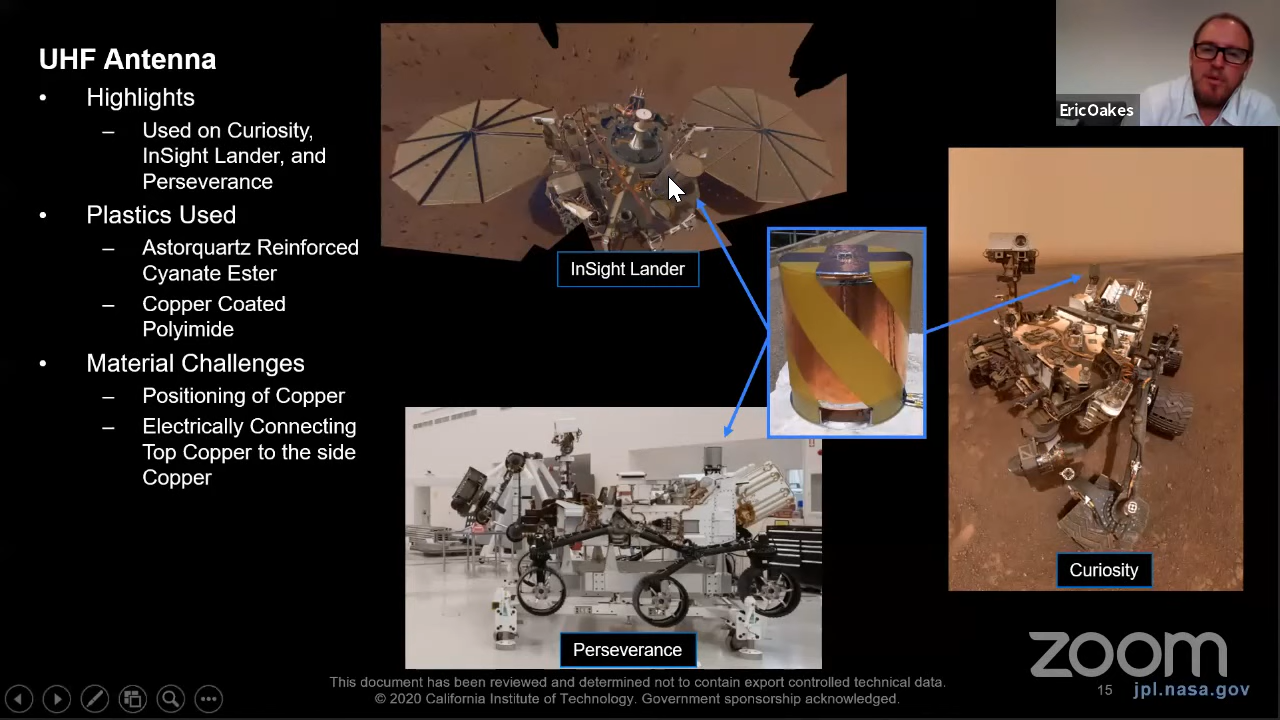 UHF Antenna
• Highlights
– Used on Curiosity,
InSight Lander, and
Perseverance
• Plastics Used
– Astorquartz Reinforced
Cyanate Ester
– Copper Coated
Polyimide
• Material Challenges
– Positioning of Copper
– Electrically Connecting
Top Copper to the side
Copper
InSight Lander
Perseverance
Curiosity
EricOakes
This document has been reviewed and determined not to contain export controlled technical data.
© 2020 California Institute of Technology. Government sponsorship acknowledged.
zoom
15 jpl.nasa.gov